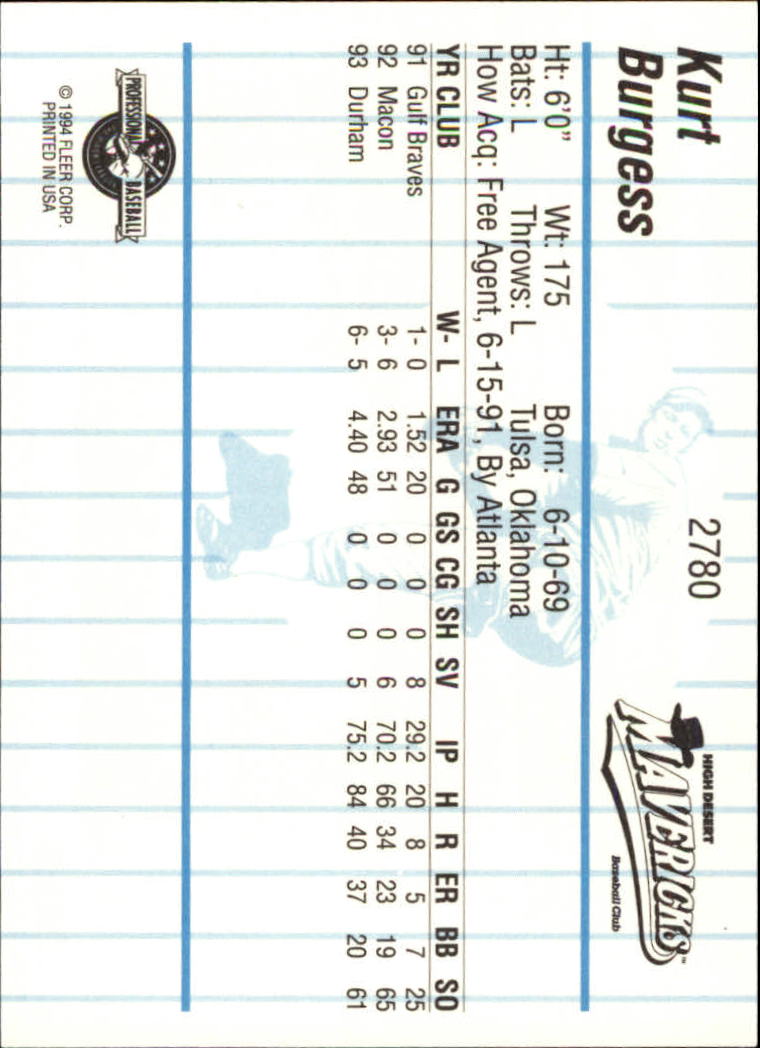 Kurt
Burgess
2780
HIGH DESERT
MAVERICKS™
Baseball Club
Ht: 6'0" Wt: 175 Born: 6-10-69
Bats: L Throws: L Tulsa, Oklahoma
How Acq: Free Agent, 6-15-91, By Atlanta
YR CLUB W- L ERA G GS CG SH SV IP H R ER BB SO
91 Gulf Braves 1- 0 1.52 20 0 0 0 8 29.2 20 8 5 7 25
92 Macon 3- 6 2.93 51 0 0 0 6 70.2 66 34 23 19 65
93 Durham 6- 5 4.40 48 0 0 0 5 75.2 84 40 37 20 61
PROFESSIONAL BASEBALL
© 1994 FLEER CORP.
PRINTED IN USA